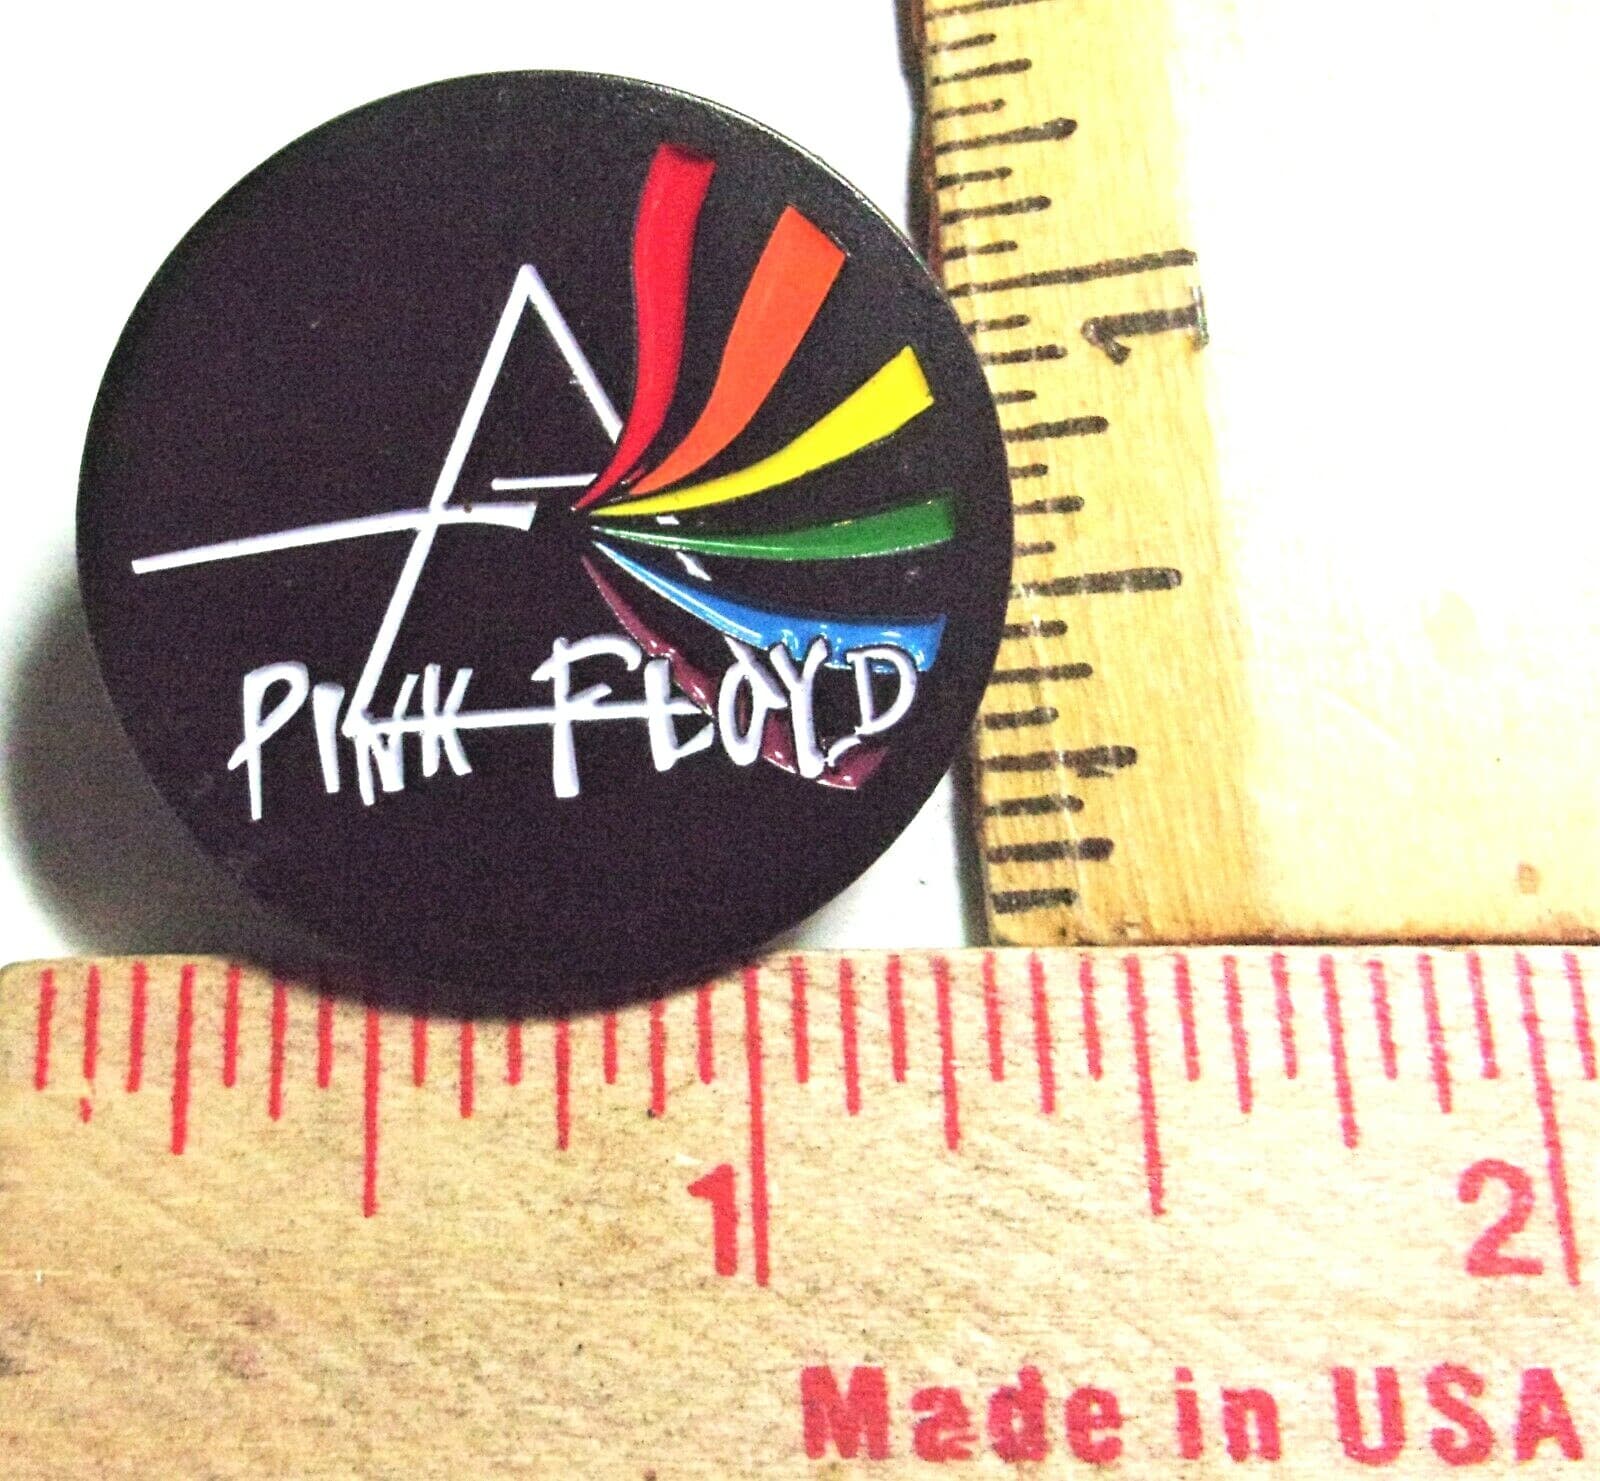 PINK FLOYD
1
1 2
Made in USA